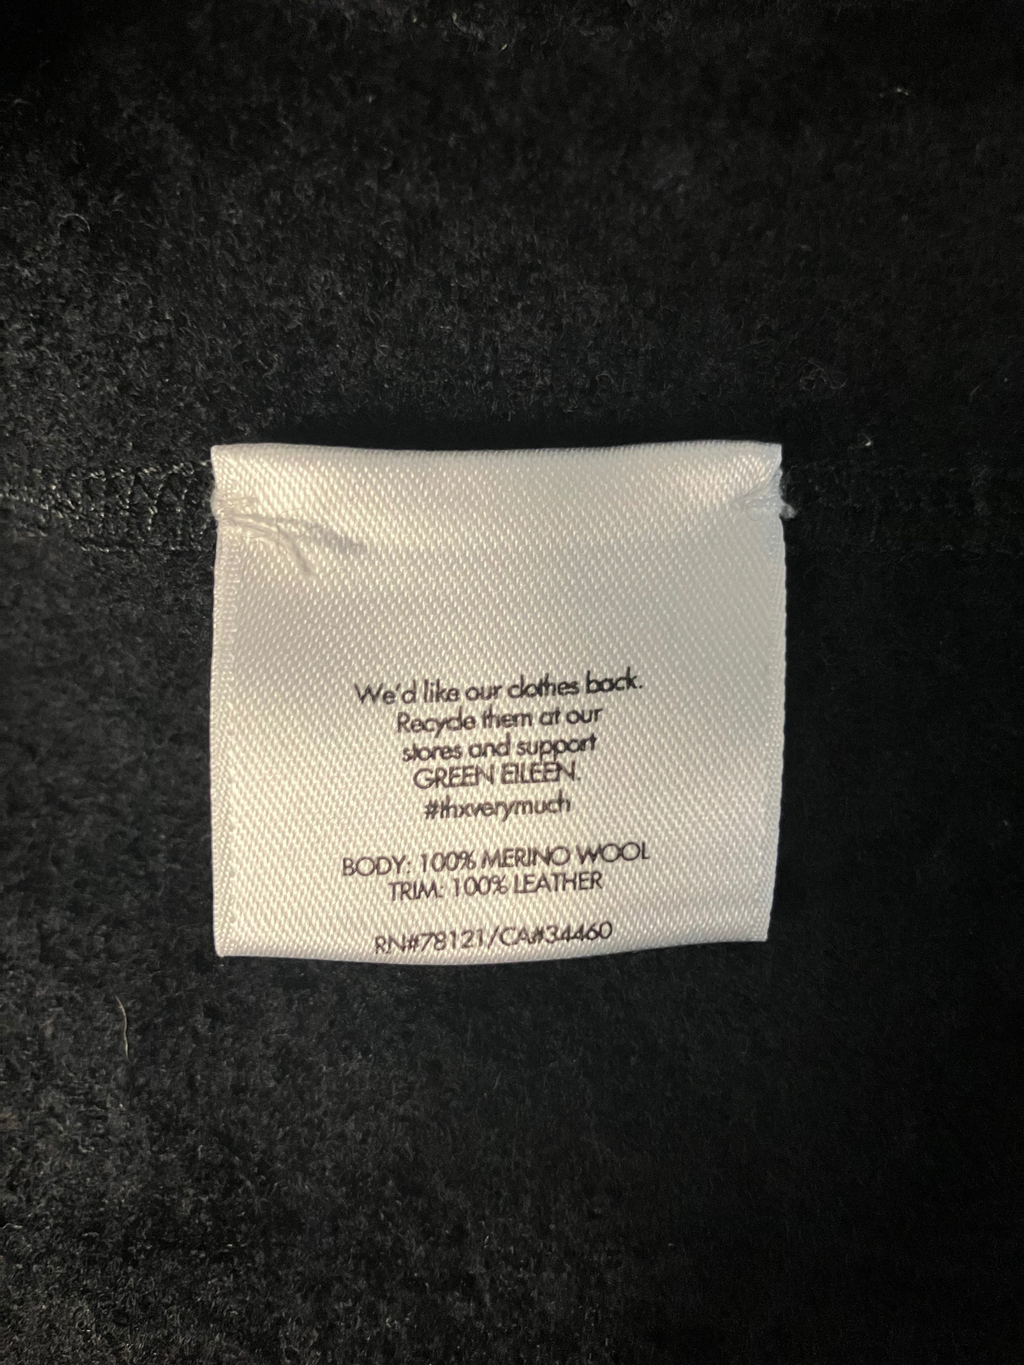 We'd like our clothes back.
Recycle them at our
stores and support
GREEN EILEEN.
#thxverymuch
BODY: 100% MERINO WOOL
TRIM: 100% LEATHER
RN#78121/CA#34460